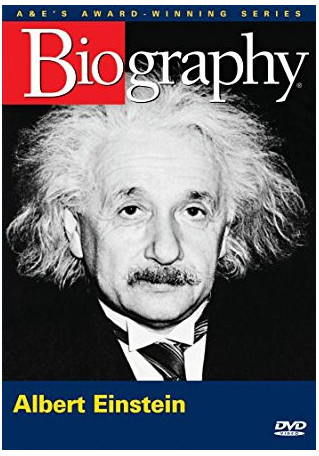 A&E'S AWARD-WINNING SERIES
Biography®
Albert Einstein
DVD
VIDEO